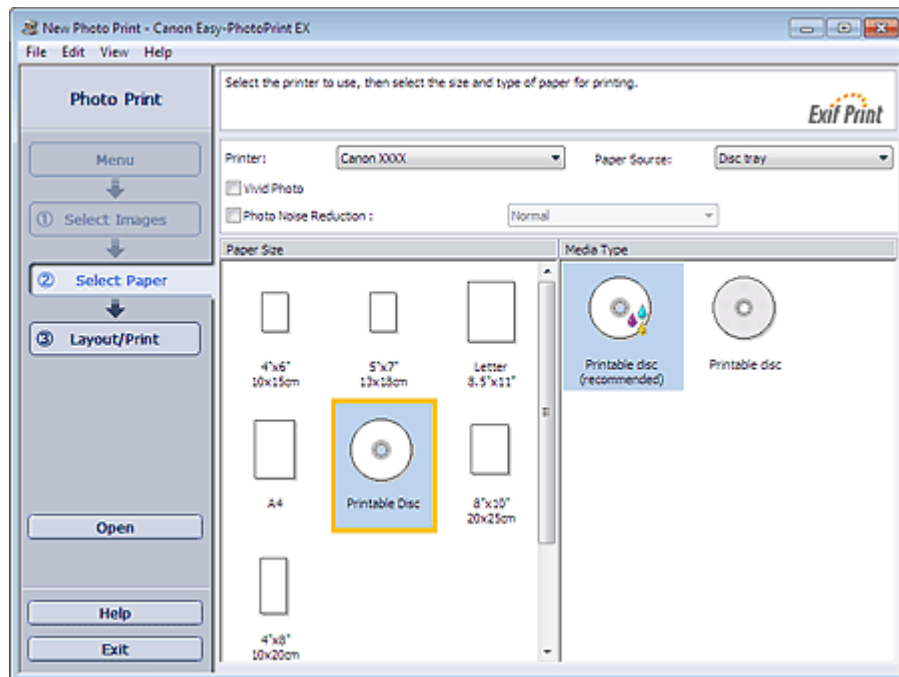 New Photo Print - Canon Easy-PhotoPrint EX
File Edit View Help
Photo Print
Select the printer to use, then select the size and type of paper for printing.
Exif Print
Menu
① Select Images
② Select Paper
③ Layout/Print
Open
Help
Exit
Printer: Canon XXXX Paper Source: Disc tray
Vivid Photo
Photo Noise Reduction : Normal
Paper Size
4"x6"
10x15cm
5"x7"
13x18cm
Letter
8.5"x11"
A4
Printable Disc
8"x10"
20x25cm
4"x8"
10x20cm
Media Type
Printable disc
(recommended)
Printable disc